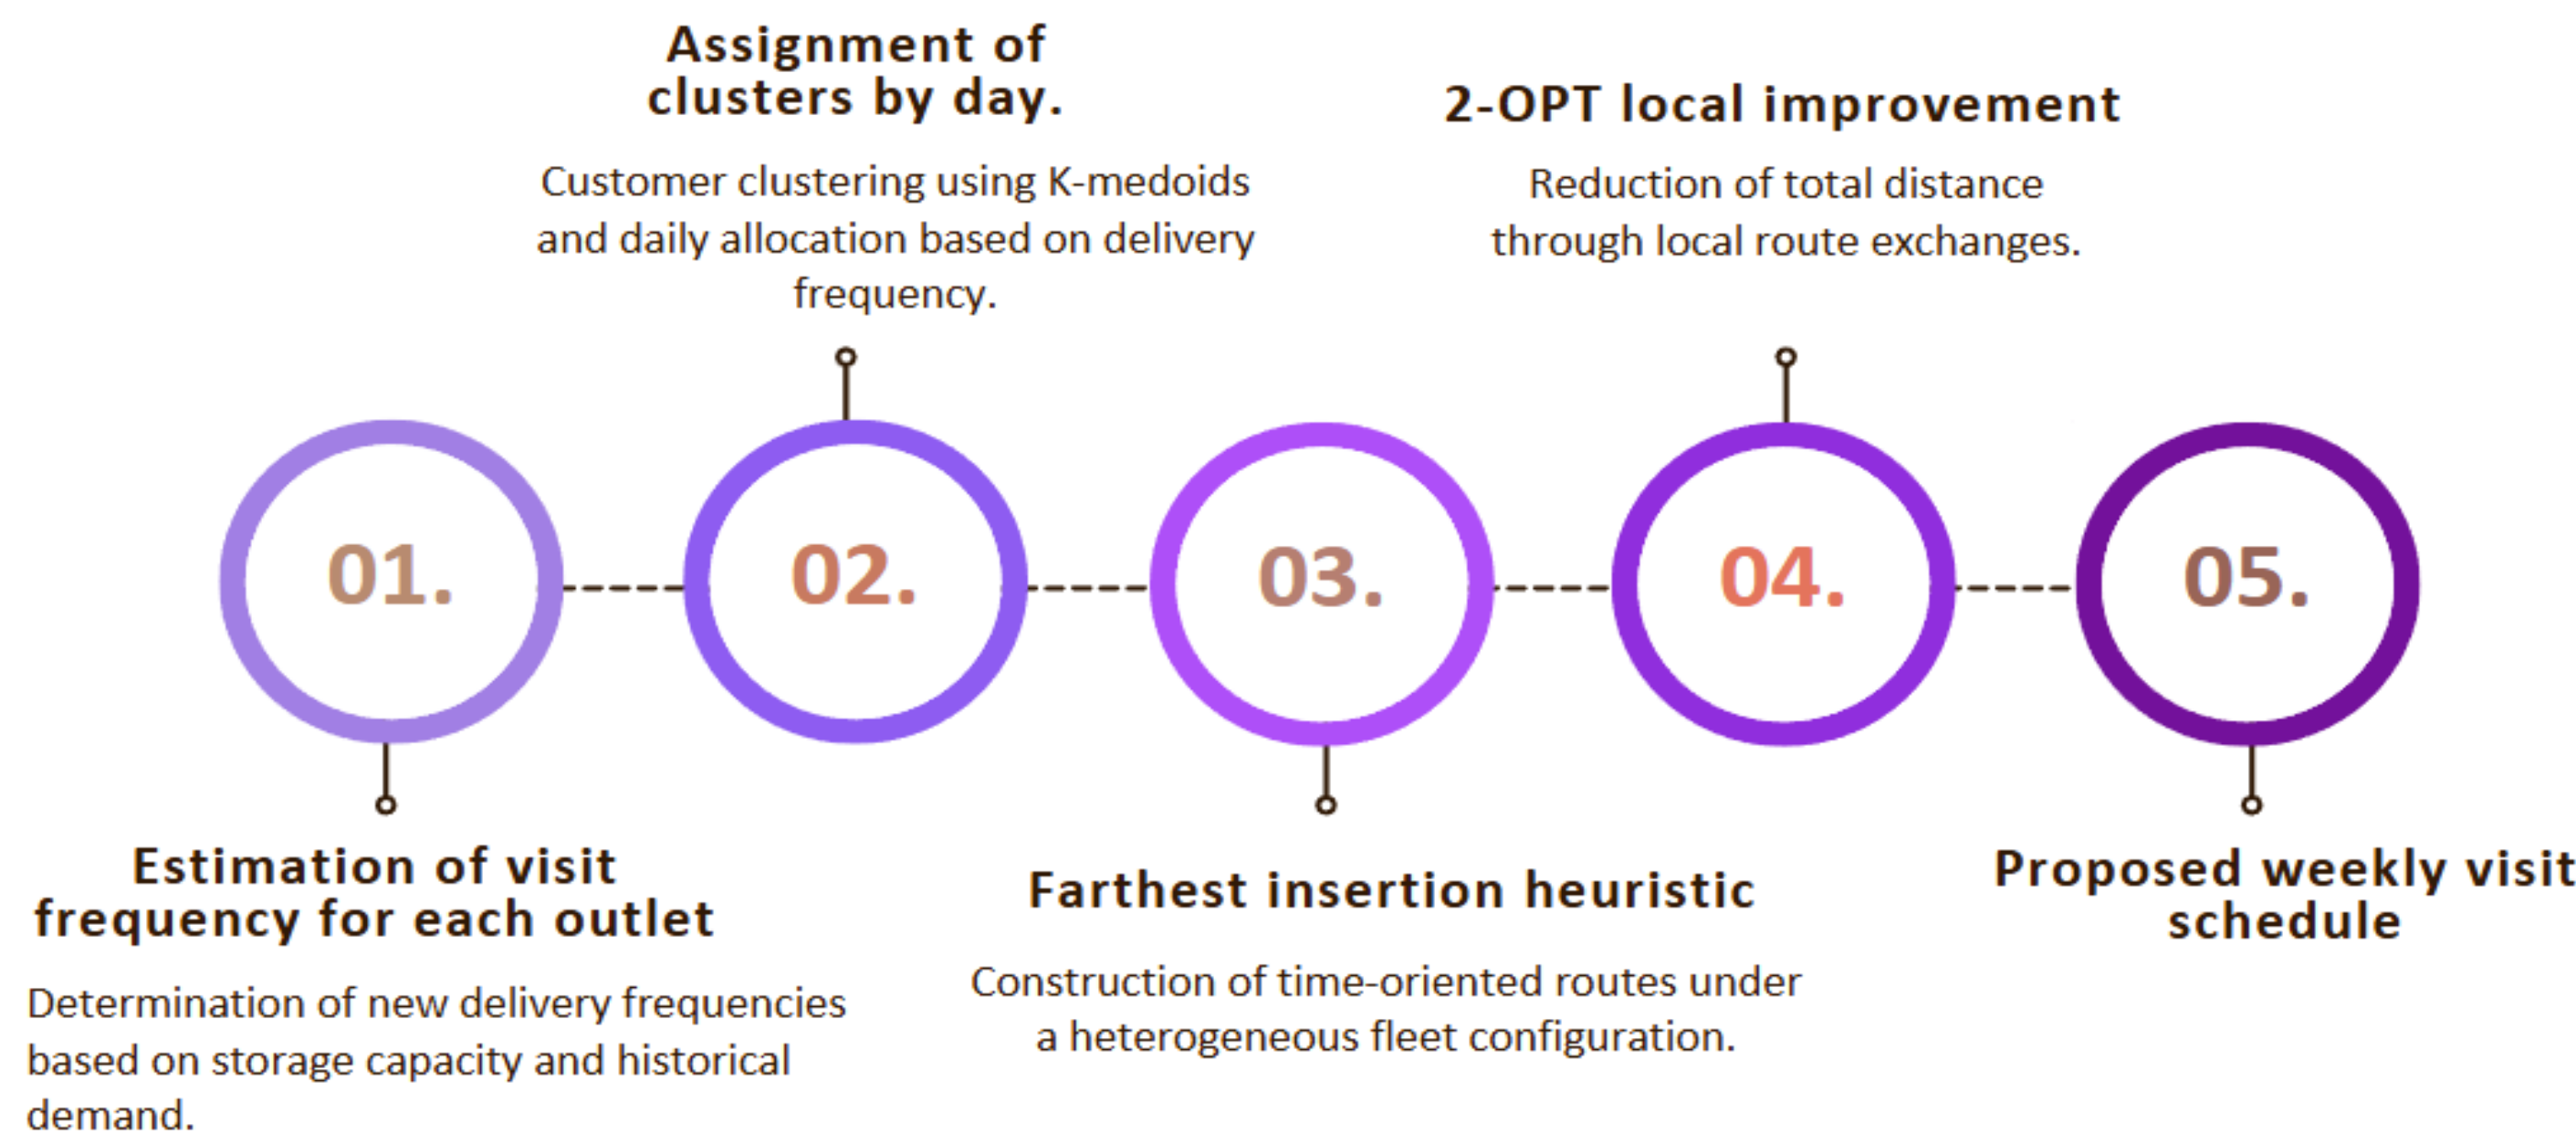 Assignment of
clusters by day.
Customer clustering using K-medoids
and daily allocation based on delivery
frequency.
2-OPT local improvement
Reduction of total distance
through local route exchanges.
01.
02.
03.
04.
05.
Estimation of visit
frequency for each outlet
Determination of new delivery frequencies
based on storage capacity and historical
demand.
Farthest insertion heuristic
Construction of time-oriented routes under
a heterogeneous fleet configuration.
Proposed weekly visit
schedule